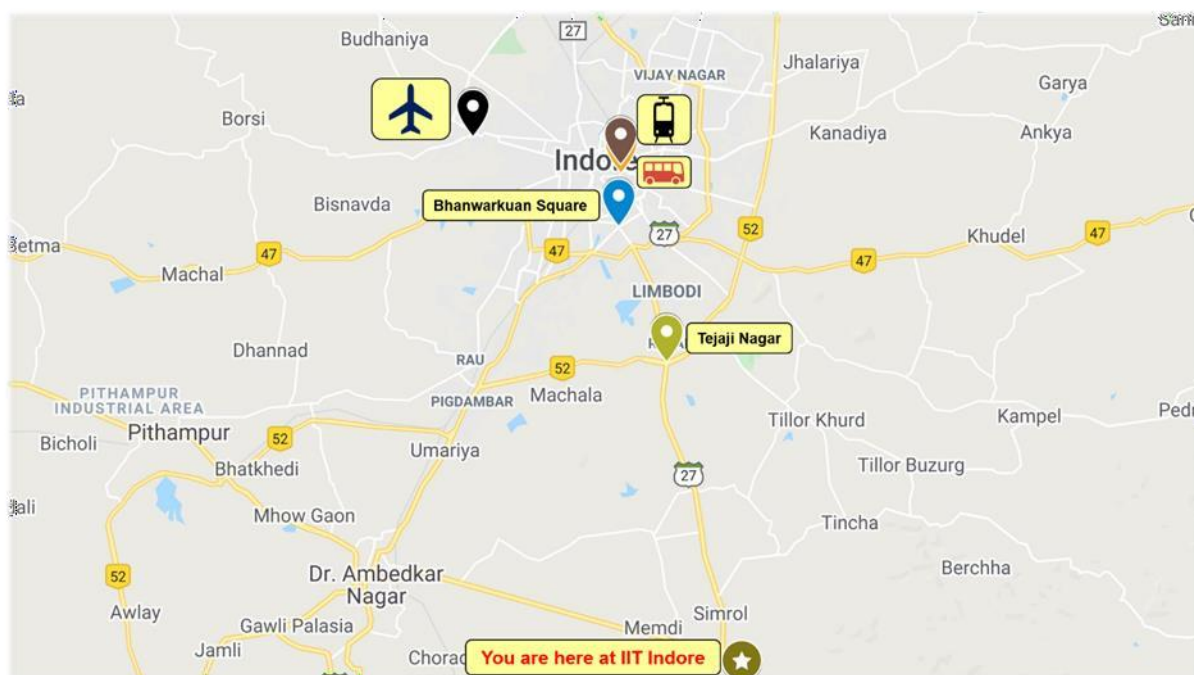 27
Budhaniya
VIJAY NAGAR
Jhalariya
Garya
Borsi
Kanadiya
Ankya
Indore
Bisnavda
Bhanwarkuan Square
27
52
Khudel
47
47
47
47
Machal
LIMBODI
Tejaji Nagar
Dhannad
RAU
52
Machala
PIGDAMBAR
PITHAMPUR
INDUSTRIAL AREA
Bicholi
Pithampur
52
Umariya
Tillor Khurd
Kampel
Bhatkhedi
27
Tillor Buzurg
Mhow Gaon
Tincha
52
Dr. Ambedkar
Nagar
Berchha
Awlay
Simrol
Gawli Palasia
Memdi
Jamli
You are here at IIT Indore